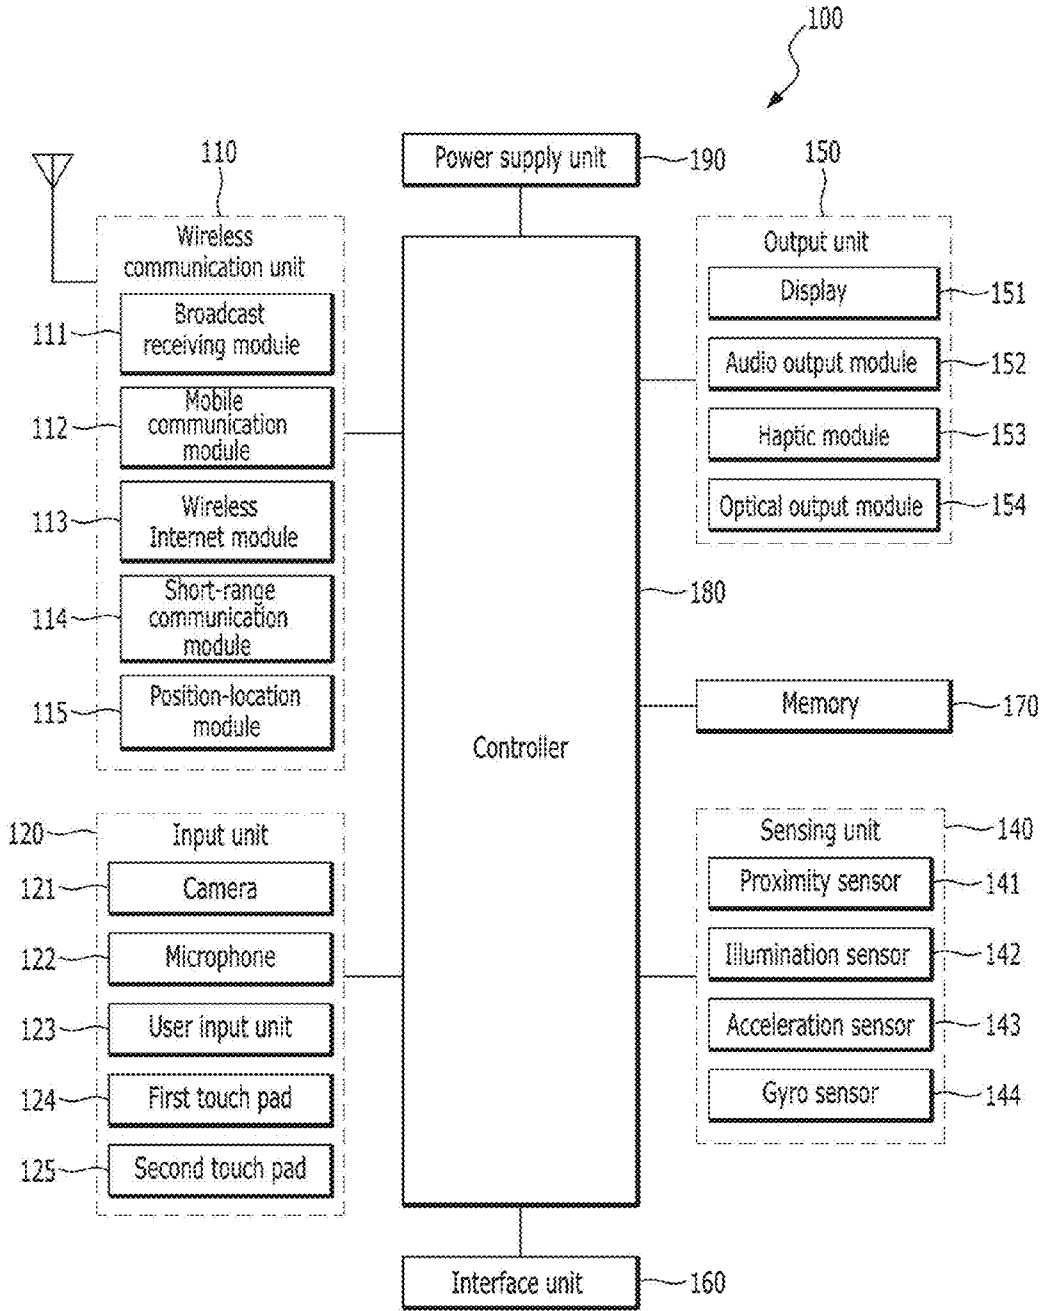 100
Power supply unit
190
110
Wireless
communication unit
111
Broadcast
receiving module
112
Mobile
communication
module
113
Wireless
Internet module
114
Short-range
communication
module
115
Position-location
module
120
Input unit
121
Camera
122
Microphone
123
User input unit
124
First touch pad
125
Second touch pad
Controller
180
150
Output unit
Display
151
Audio output module
152
Haptic module
153
Optical output module
154
Memory
170
Sensing unit
140
Proximity sensor
141
Illumination sensor
142
Acceleration sensor
143
Gyro sensor
144
Interface unit
160